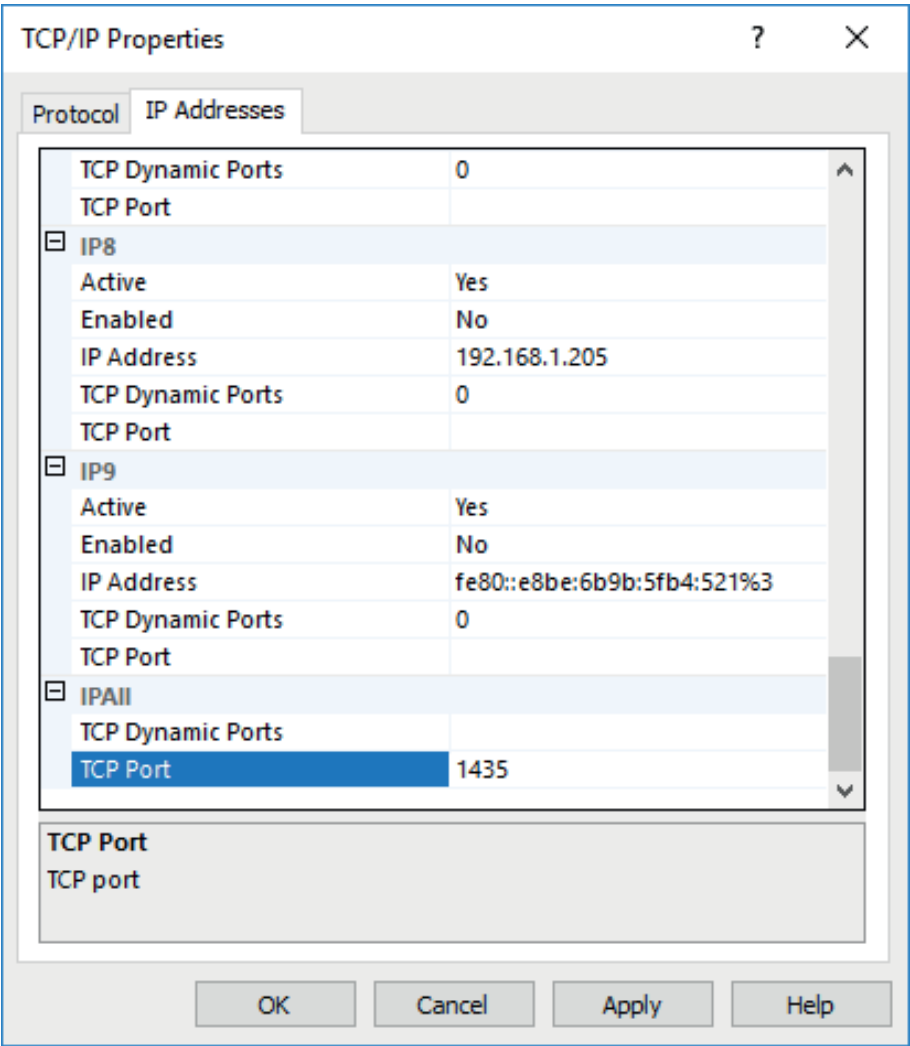 TCP/IP Properties ?
Protocol IP Addresses
TCP Dynamic Ports 0
TCP Port
IP8
Active Yes
Enabled No
IP Address 192.168.1.205
TCP Dynamic Ports 0
TCP Port
IP9
Active Yes
Enabled No
IP Address fe80::e8be:6b9b:5fb4:521%3
TCP Dynamic Ports 0
TCP Port
IPAll
TCP Dynamic Ports
TCP Port 1435
TCP Port
TCP port
OK Cancel Apply Help